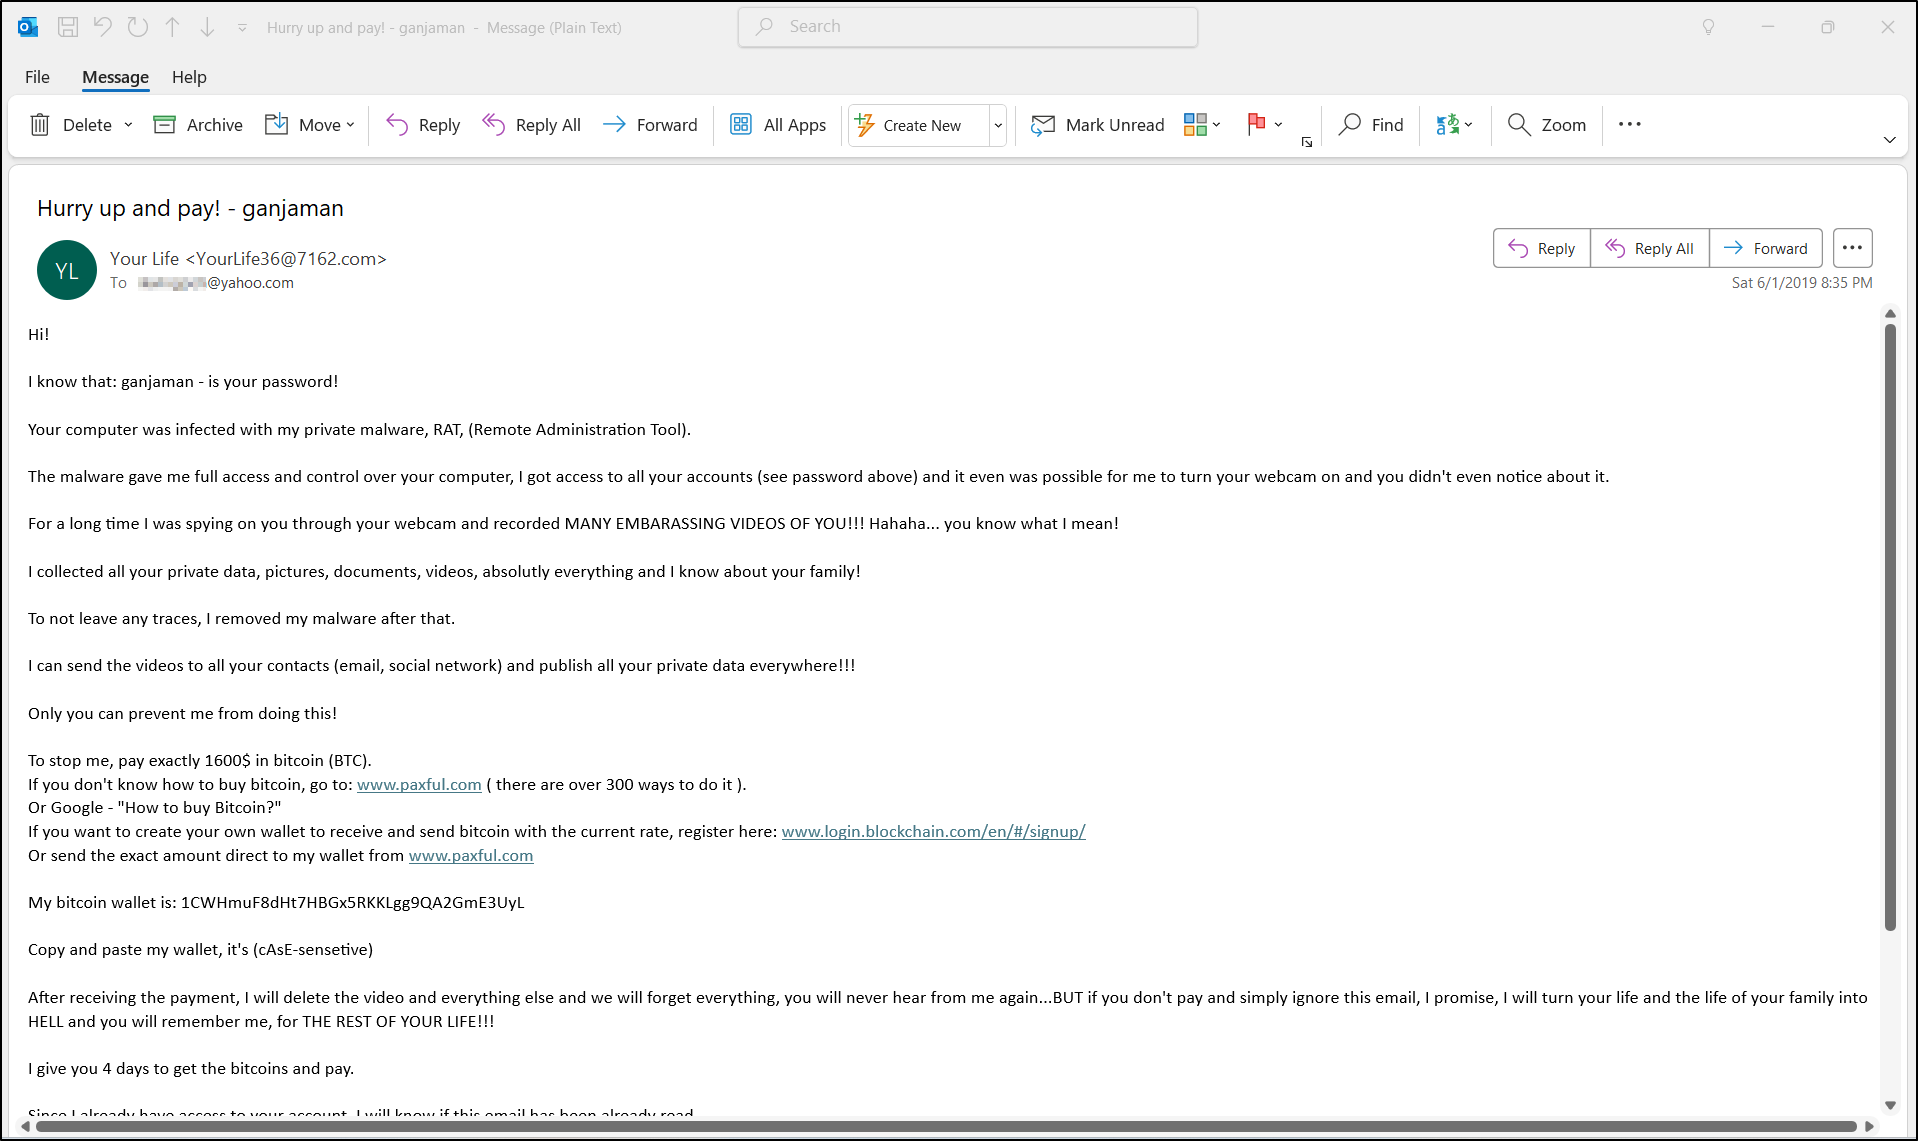 Hurry up and pay! - ganjaman - Message (Plain Text)
Search
File Message Help
Delete Archive Move Reply Reply All Forward All Apps Create New Mark Unread Find Zoom
Hurry up and pay! - ganjaman
YL
Your Life <YourLife36@7162.com>
To @yahoo.com
Reply Reply All Forward
Sat 6/1/2019 8:35 PM
Hi!
I know that: ganjaman - is your password!
Your computer was infected with my private malware, RAT, (Remote Administration Tool).
The malware gave me full access and control over your computer, I got access to all your accounts (see password above) and it even was possible for me to turn your webcam on and you didn't even notice about it.
For a long time I was spying on you through your webcam and recorded MANY EMBARASSING VIDEOS OF YOU!!! Hahaha... you know what I mean!
I collected all your private data, pictures, documents, videos, absolutly everything and I know about your family!
To not leave any traces, I removed my malware after that.
I can send the videos to all your contacts (email, social network) and publish all your private data everywhere!!!
Only you can prevent me from doing this!
To stop me, pay exactly 1600$ in bitcoin (BTC).
If you don't know how to buy bitcoin, go to: www.paxful.com ( there are over 300 ways to do it ).
Or Google - "How to buy Bitcoin?"
If you want to create your own wallet to receive and send bitcoin with the current rate, register here: www.login.blockchain.com/en/#/signup/
Or send the exact amount direct to my wallet from www.paxful.com
My bitcoin wallet is: 1CWHmuF8dHt7HBGx5RKKLgg9QA2GmE3UyL
Copy and paste my wallet, it's (cAsE-sensetive)
After receiving the payment, I will delete the video and everything else and we will forget everything, you will never hear from me again...BUT if you don't pay and simply ignore this email, I promise, I will turn your life and the life of your family into
HELL and you will remember me, for THE REST OF YOUR LIFE!!!
I give you 4 days to get the bitcoins and pay.
Since I already have access to your account, I will know if this email has been already read